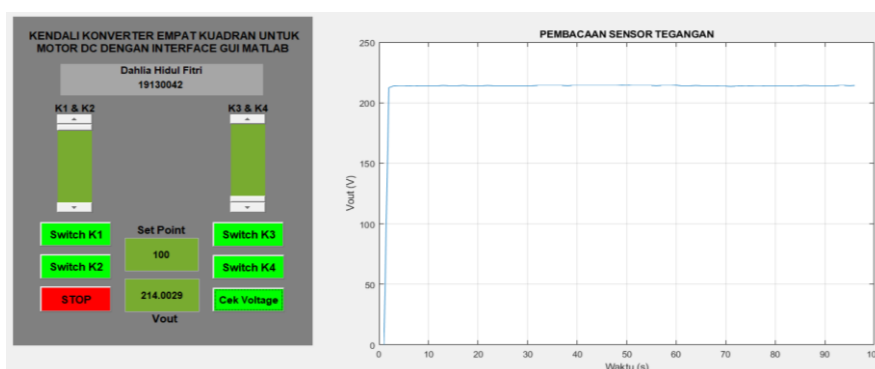 KENDALI KONVERTER EMPAT KUADRAN UNTUK
MOTOR DC DENGAN INTERFACE GUI MATLAB
Dahlia Hidul Fitri
19130042
K1 & K2
K3 & K4
Switch K1
Set Point
Switch K3
100
Switch K2
Switch K4
STOP
214.0029
Cek Voltage
Vout
PEMBACAAN SENSOR TEGANGAN
Vout (V)
250
200
150
100
50
0
0 10 20 30 40 50 60 70 80 90 100
Waktu (s)